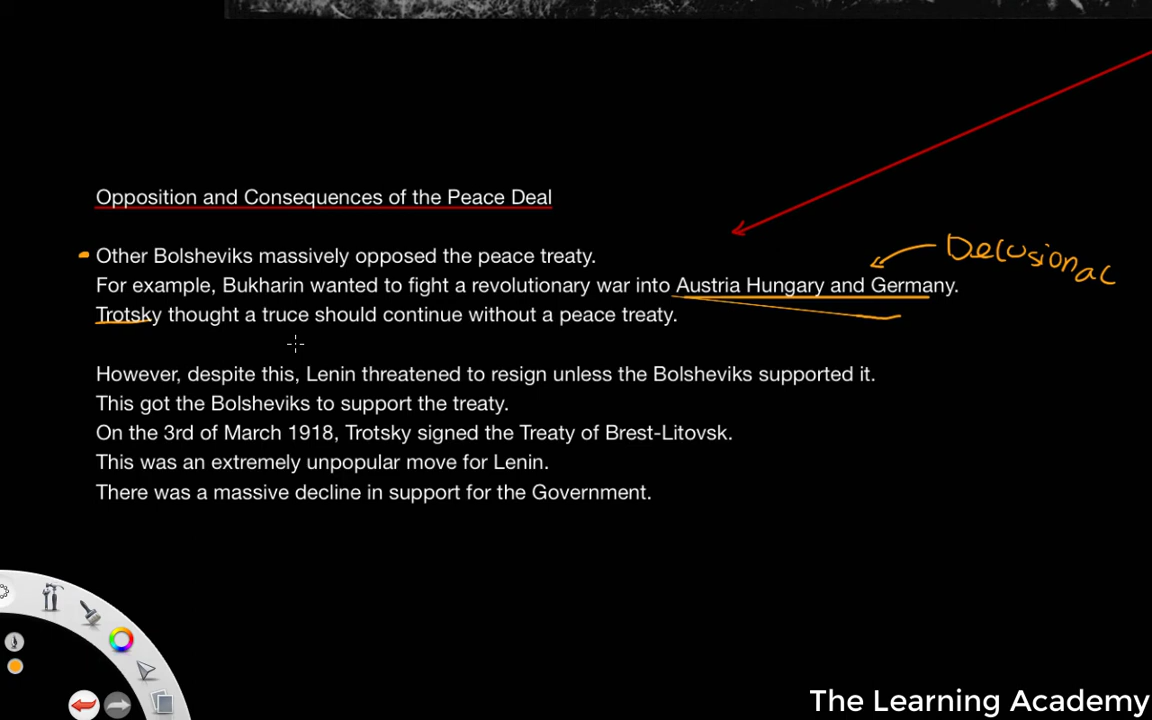 Opposition and Consequences of the Peace Deal
Other Bolsheviks massively opposed the peace treaty.
Delusional
For example, Bukharin wanted to fight a revolutionary war into Austria Hungary and Germany.
Trotsky thought a truce should continue without a peace treaty.
However, despite this, Lenin threatened to resign unless the Bolsheviks supported it.
This got the Bolsheviks to support the treaty.
On the 3rd of March 1918, Trotsky signed the Treaty of Brest-Litovsk.
This was an extremely unpopular move for Lenin.
There was a massive decline in support for the Government.
The Learning Academy